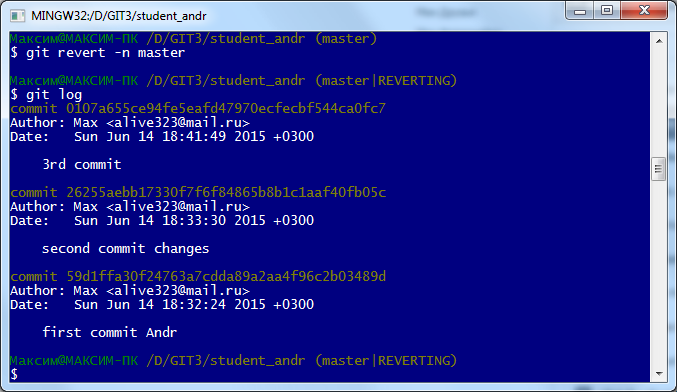 MINGW32:/D/GIT3/student_andr
Максим@МАКСИМ-ПК /D/GIT3/student_andr (master)
$ git revert -n master
Максим@МАКСИМ-ПК /D/GIT3/student_andr (master|REVERTING)
$ git log
commit 0107a655ce94fe5eafd47970ecfecbf544ca0fc7
Author: Max <alive323@mail.ru>
Date:   Sun Jun 14 18:41:49 2015 +0300
3rd commit
commit 26255aebb17330f7f6f84865b8b1c1aaf40fb05c
Author: Max <alive323@mail.ru>
Date:   Sun Jun 14 18:33:30 2015 +0300
second commit changes
commit 59d1ffa30f24763a7cdda89a2aa4f96c2b03489d
Author: Max <alive323@mail.ru>
Date:   Sun Jun 14 18:32:24 2015 +0300
first commit Andr
Максим@МАКСИМ-ПК /D/GIT3/student_andr (master|REVERTING)
$